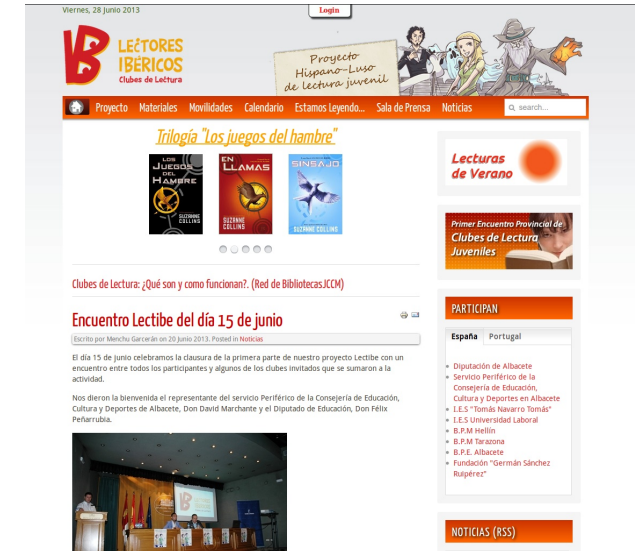 Viernes, 28 Junio 2013
Login
LECTORES
IBÉRICOS
Clubes de Lectura
Proyecto
Hispano-Luso
de lectura juvenil
Proyecto Materiales Movilidades Calendario Estamos Leyendo... Sala de Prensa Noticias search...
Trilogía "Los juegos del hambre"
LOS
JUEGOS
DEL
HAMBRE
SUZANNE
COLLINS
EN
LLAMAS
SUZANNE
COLLINS
SINSAJO
SUZANNE COLLINS
Clubes de Lectura: ¿Qué son y como funcionan?. (Red de BibliotecasJCCM)
Encuentro Lectibe del día 15 de junio
Escrito por Menchu Garcerán on 20 Junio 2013. Posted in Noticias
El día 15 de junio celebramos la clausura de la primera parte de nuestro proyecto Lectibe con un
encuentro entre todos los participantes y algunos de los clubes invitados que se sumaron a la
actividad.
Nos dieron la bienvenida el representante del servicio Periférico de la Consejería de Educación,
Cultura y Deportes de Albacete, Don David Marchante y el Diputado de Educación, Don Félix
Peñarrubia.
Lecturas
de Verano
Primer Encuentro Provincial de
Clubes de Lectura
Juveniles
PARTICIPAN
España Portugal
Diputación de Albacete
Servicio Periférico de la
Consejería de Educación,
Cultura y Deportes en Albacete
I.E.S "Tomás Navarro Tomás"
I.E.S Universidad Laboral
B.P.M Hellín
B.P.M Tarazona
B.P.E. Albacete
Fundación "Germán Sánchez
Ruipérez"
NOTICIAS (RSS)